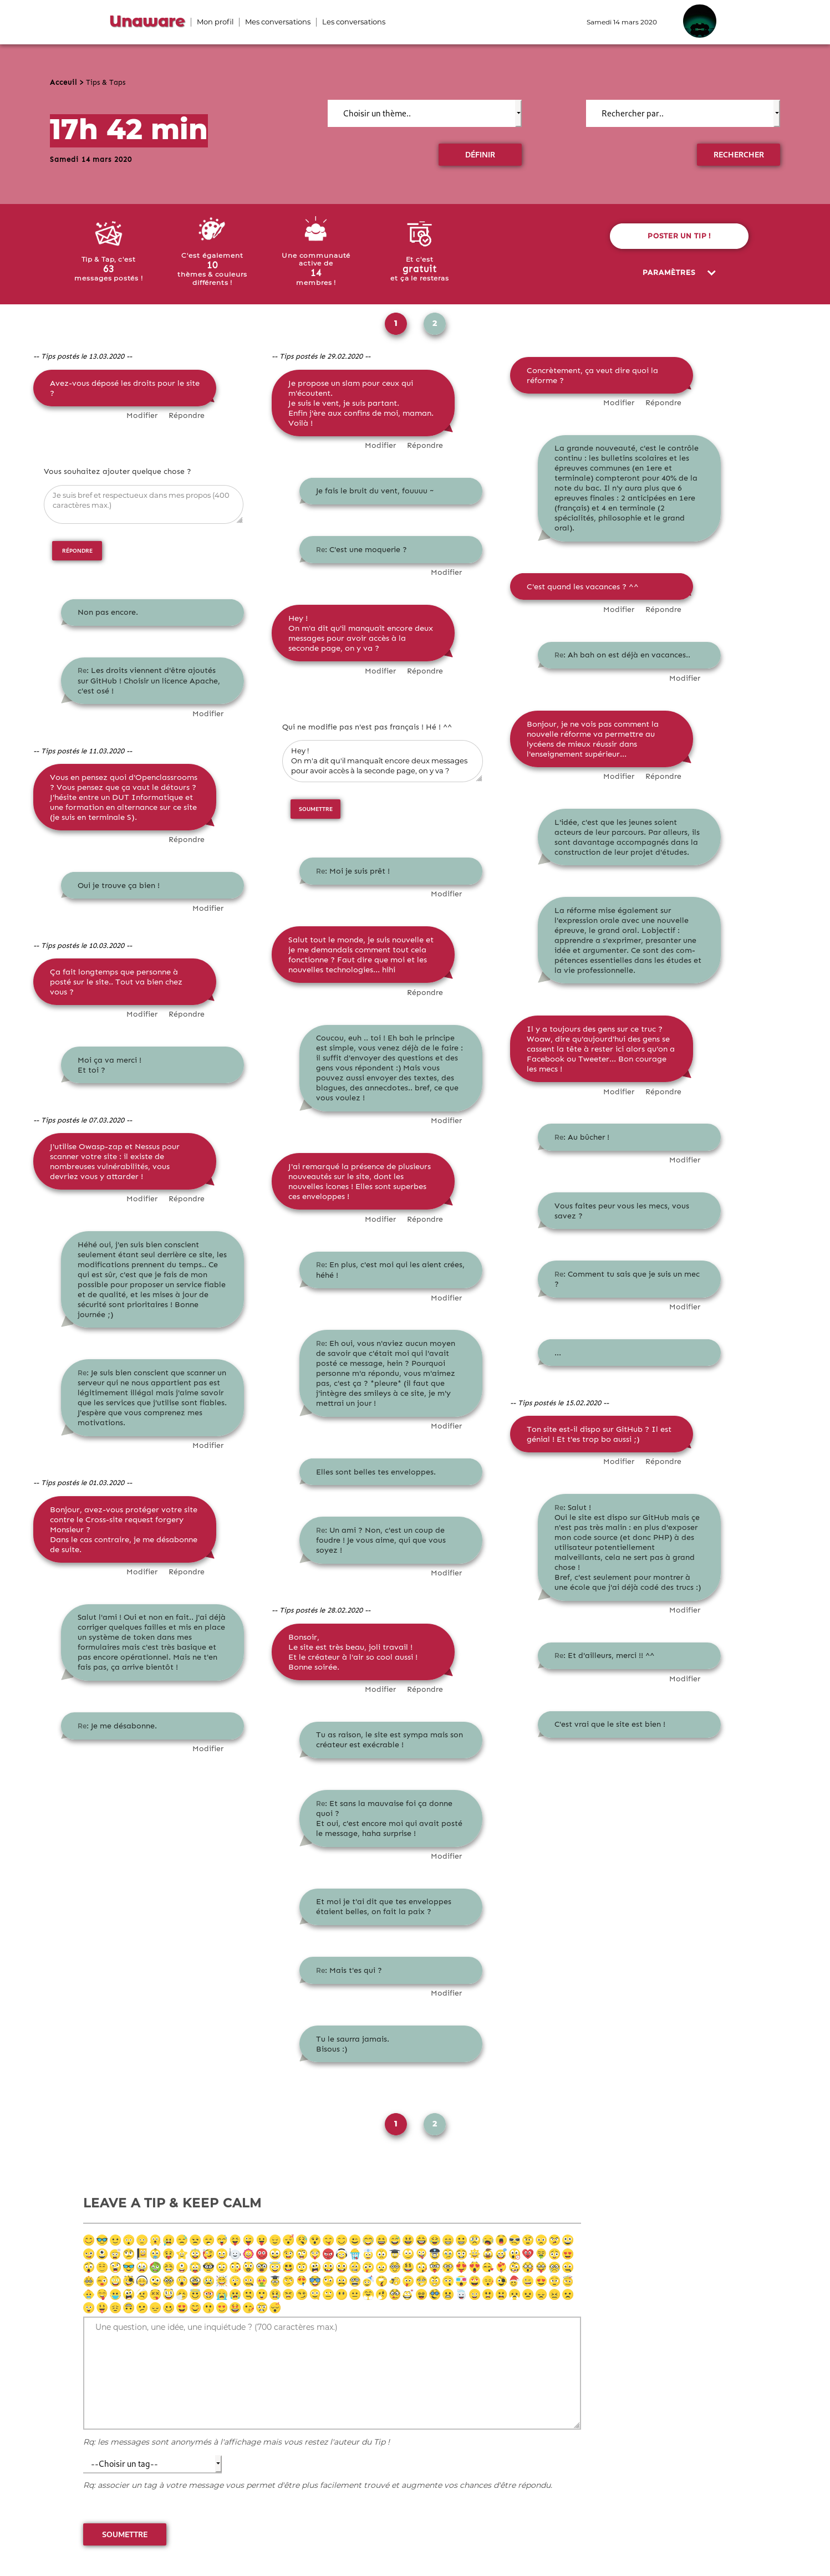 Unaware | Mon profil | Mes conversations | Les conversations
Samedi 14 mars 2020
Acceuil > Tips & Taps
17h 42 min
Samedi 14 mars 2020
Choisir un thème..
DÉFINIR
Rechercher par..
RECHERCHER
Tip & Tap, c'est
63
messages postés !
C'est également
10
thèmes & couleurs
différents !
Une communauté
active de
14
membres !
Et c'est
gratuit
et ça le resteras
POSTER UN TIP !
PARAMÈTRES
1 2
-- Tips postés le 13.03.2020 --
Avez-vous déposé les droits pour le site
?
Modifier Répondre
Vous souhaitez ajouter quelque chose ?
Je suis bref et respectueux dans mes propos (400
caractères max.)
RÉPONDRE
Non pas encore.
Re: Les droits viennent d'être ajoutés
sur GitHub ! Choisir un licence Apache,
c'est osé !
Modifier
-- Tips postés le 11.03.2020 --
Vous en pensez quoi d'Openclassrooms
? Vous pensez que ça vaut le détours ?
J'hésite entre un DUT Informatique et
une formation en alternance sur ce site
(je suis en terminale S).
Répondre
Oui je trouve ça bien !
Modifier
-- Tips postés le 10.03.2020 --
Ça fait longtemps que personne à
posté sur le site.. Tout va bien chez
vous ?
Modifier Répondre
Moi ça va merci !
Et toi ?
-- Tips postés le 07.03.2020 --
J'utilise Owasp-zap et Nessus pour
scanner votre site : il existe de
nombreuses vulnérabilités, vous
devriez vous y attarder !
Modifier Répondre
Héhé oui, j'en suis bien conscient
seulement étant seul derrière ce site, les
modifications prennent du temps.. Ce
qui est sûr, c'est que je fais de mon
possible pour proposer un service fiable
et de qualité, et les mises à jour de
sécurité sont prioritaires ! Bonne
journée ;)
Re: Je suis bien conscient que scanner un
serveur qui ne nous appartient pas est
légitimement illégal mais j'aime savoir
que les services que j'utilise sont fiables.
J'espère que vous comprenez mes
motivations.
Modifier
-- Tips postés le 01.03.2020 --
Bonjour, avez-vous protéger votre site
contre le Cross-site request forgery
Monsieur ?
Dans le cas contraire, je me désabonne
de suite.
Modifier Répondre
Salut l'ami ! Oui et non en fait.. J'ai déjà
corriger quelques failles et mis en place
un système de token dans mes
formulaires mais c'est très basique et
pas encore opérationnel. Mais ne t'en
fais pas, ça arrive bientôt !
Re: Je me désabonne.
Modifier
-- Tips postés le 29.02.2020 --
Je propose un slam pour ceux qui
m'écoutent.
Je suis le vent, je suis partant.
Enfin j'ère aux confins de moi, maman.
Voilà !
Modifier Répondre
Je fais le bruit du vent, fouuuu ~
Re: C'est une moquerie ?
Modifier
Hey !
On m'a dit qu'il manquait encore deux
messages pour avoir accès à la
seconde page, on y va ?
Modifier Répondre
Qui ne modifie pas n'est pas français ! Hé ! ^^
Hey !
On m'a dit qu'il manquait encore deux messages
pour avoir accès à la seconde page, on y va ?
SOUMETTRE
Re: Moi je suis prêt !
Modifier
Salut tout le monde, je suis nouvelle et
je me demandais comment tout cela
fonctionne ? Faut dire que moi et les
nouvelles technologies... hihi
Répondre
Coucou, euh .. toi ! Eh bah le principe
est simple, vous venez déjà de le faire :
il suffit d'envoyer des questions et des
gens vous répondent :) Mais vous
pouvez aussi envoyer des textes, des
blagues, des annecdotes.. bref, ce que
vous voulez !
Modifier
J'ai remarqué la présence de plusieurs
nouveautés sur le site, dont les
nouvelles icones ! Elles sont superbes
ces enveloppes !
Modifier Répondre
Re: En plus, c'est moi qui les aient crées,
héhé !
Modifier
Re: Eh oui, vous n'aviez aucun moyen
de savoir que c'était moi qui l'avait
posté ce message, hein ? Pourquoi
personne m'a répondu, vous m'aimez
pas, c'est ça ? *pleure* (il faut que
j'intègre des smileys à ce site, je m'y
mettrai un jour !
Modifier
Elles sont belles tes enveloppes.
Re: Un ami ? Non, c'est un coup de
foudre ! Je vous aime, qui que vous
soyez !
Modifier
-- Tips postés le 28.02.2020 --
Bonsoir,
Le site est très beau, joli travail !
Et le créateur à l'air so cool aussi !
Bonne soirée.
Modifier Répondre
Tu as raison, le site est sympa mais son
créateur est exécrable !
Re: Et sans la mauvaise foi ça donne
quoi ?
Et oui, c'est encore moi qui avait posté
le message, haha surprise !
Modifier
Et moi je t'ai dit que tes enveloppes
étaient belles, on fait la paix ?
Re: Mais t'es qui ?
Modifier
Tu le saurra jamais.
Bisous :)
Concrètement, ça veut dire quoi la
réforme ?
Modifier Répondre
La grande nouveauté, c'est le contrôle
continu : les bulletins scolaires et les
épreuves communes (en 1ere et
terminale) compteront pour 40% de la
note du bac. Il n'y aura plus que 6
epreuves finales : 2 anticipées en 1ere
(français) et 4 en terminale (2
spécialités, philosophie et le grand
oral).
C'est quand les vacances ? ^^
Modifier Répondre
Re: Ah bah on est déjà en vacances..
Modifier
Bonjour, je ne vois pas comment la
nouvelle réforme va permettre au
lycéens de mieux réussir dans
l'enseignement supérieur...
Modifier Répondre
L'idée, c'est que les jeunes soient
acteurs de leur parcours. Par alleurs, ils
sont davantage accompagnés dans la
construction de leur projet d'études.
La réforme mise également sur
l'expression orale avec une nouvelle
épreuve, le grand oral. Lobjectif :
apprendre a s'exprimer, presanter une
idée et argumenter. Ce sont des com-
pétences essentielles dans les études et
la vie professionnelle.
Il y a toujours des gens sur ce truc ?
Woaw, dire qu'aujourd'hui des gens se
cassent la tête à rester ici alors qu'on a
Facebook ou Tweeter... Bon courage
les mecs !
Modifier Répondre
Re: Au bûcher !
Modifier
Vous faites peur vous les mecs, vous
savez ?
Re: Comment tu sais que je suis un mec
?
Modifier
...
-- Tips postés le 15.02.2020 --
Ton site est-il dispo sur GitHub ? Il est
génial ! Et t'es trop bo aussi ;)
Modifier Répondre
Re: Salut !
Oui le site est dispo sur GitHub mais çe
n'est pas très malin : en plus d'exposer
mon code source (et donc PHP) à des
utilisateur potentiellement
malveillants, cela ne sert pas à grand
chose !
Bref, c'est seulement pour montrer à
une école que j'ai déjà codé des trucs :)
Modifier
Re: Et d'ailleurs, merci !! ^^
Modifier
C'est vrai que le site est bien !
1 2
LEAVE A TIP & KEEP CALM
Une question, une idée, une inquiétude ? (700 caractères max.)
Rq: les messages sont anonymés à l'affichage mais vous restez l'auteur du Tip !
--Choisir un tag--
Rq: associer un tag à votre message vous permet d'être plus facilement trouvé et augmente vos chances d'être répondu.
SOUMETTRE